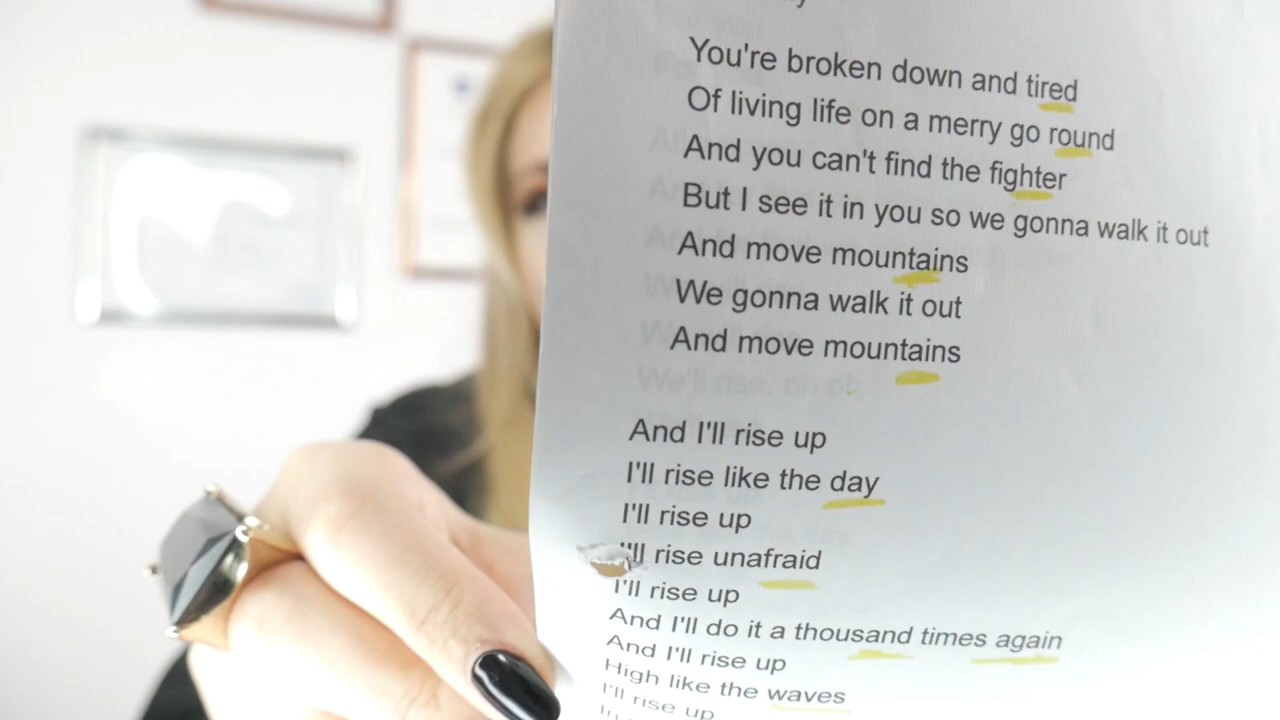 You're broken down and tired
Of living life on a merry go round
And you can't find the fighter
But I see it in you so we gonna walk it out
And move mountains
We gonna walk it out
And move mountains
And I'll rise up
I'll rise like the day
I'll rise up
I'll rise unafraid
I'll rise up
And I'll do it a thousand times again
And I'll rise up
High like the waves
I'll rise up